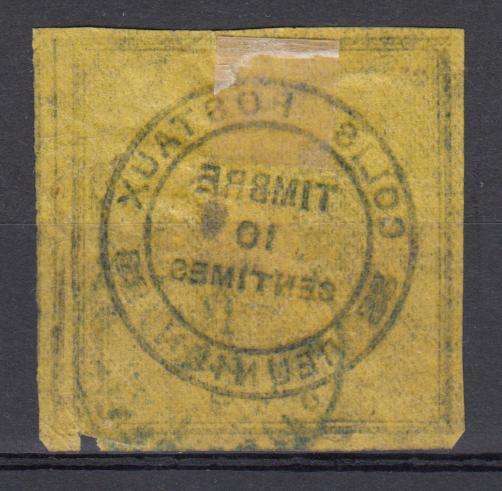 COLIS POSTAUX
TIMBRE
10
CENTIMES